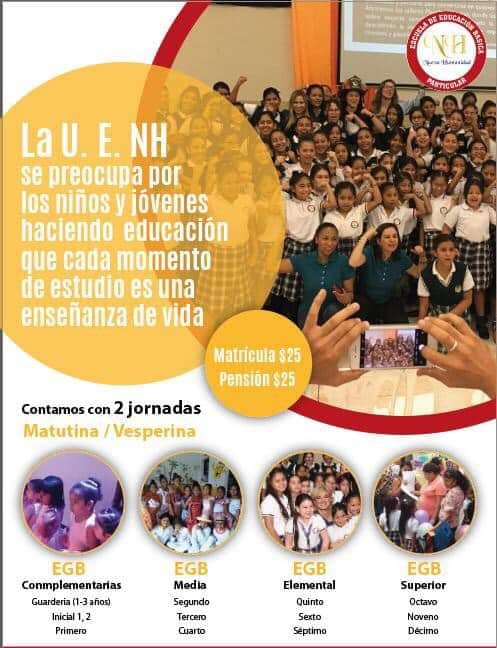 ESCUELA DE EDUCACIÓN BÁSICA
NH
Nueva Humanidad
PARTICULAR
La U. E. NH
se preocupa por
los niños y jóvenes
haciendo educación
que cada momento
de estudio es una
enseñanza de vida
Matrícula $25
Pensión $25
Contamos con 2 jornadas
Matutina / Vesperina
EGB
Conmplementarias
Guardería (1-3 años)
Inicial 1, 2
Primero
EGB
Media
Segundo
Tercero
Cuarto
EGB
Elemental
Quinto
Sexto
Séptimo
EGB
Superior
Octavo
Noveno
Décimo